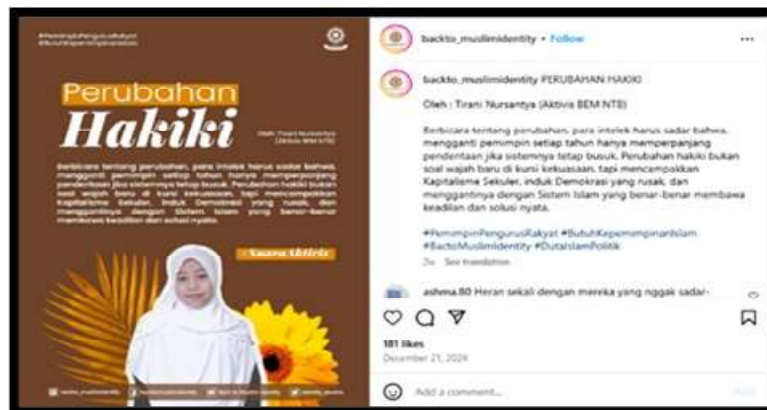 #PemimpinPengurusRakyat
Perubahan
Hakiki
Oleh : Tirani Nursantya
(Aktivis BEM NTB)
Berbicara tentang perubahan, para intelek harus sadar bahwa,
mengganti pemimpin setiap tahun hanya memperpanjang
penderitaan jika sistemnya tetap busuk. Perubahan hakiki bukan
soal wajah baru di kursi kekuasaan, tapi mencampakkan
Kapitalisme Sekuler, induk Demokrasi yang rusak, dan
menggantinya dengan Sistem Islam yang benar-benar
membawa keadilan dan solusi nyata.
#Suara Aktivis
backto_muslimidentity • Follow
backto_muslimidentity PERUBAHAN HAKIKI
Oleh : Tirani Nursantya (Aktivis BEM NTB)
Berbicara tentang perubahan, para intelek harus sadar bahwa,
mengganti pemimpin setiap tahun hanya memperpanjang
penderitaan jika sistemnya tetap busuk. Perubahan hakiki bukan
soal wajah baru di kursi kekuasaan, tapi mencampakkan
Kapitalisme Sekuler, induk Demokrasi yang rusak, dan
menggantinya dengan Sistem Islam yang benar-benar membawa
keadilan dan solusi nyata.
#PemimpinPengurusRakyat #ButuhKepemimpinanIslam
#BactoMuslimIdentity #DutaIslamPolitik
See translation
ashma.80 Heran sekali dengan mereka yang nggak sadar-
181 likes
December 21, 2024
Add a comment...